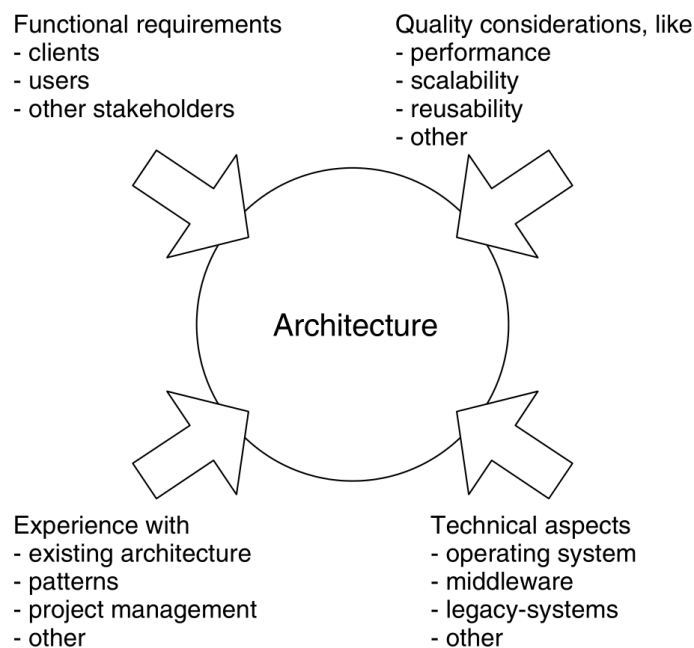 Functional requirements
- clients
- users
- other stakeholders
Quality considerations, like
- performance
- scalability
- reusability
- other
Architecture
Experience with
- existing architecture
- patterns
- project management
- other
Technical aspects
- operating system
- middleware
- legacy-systems
- other